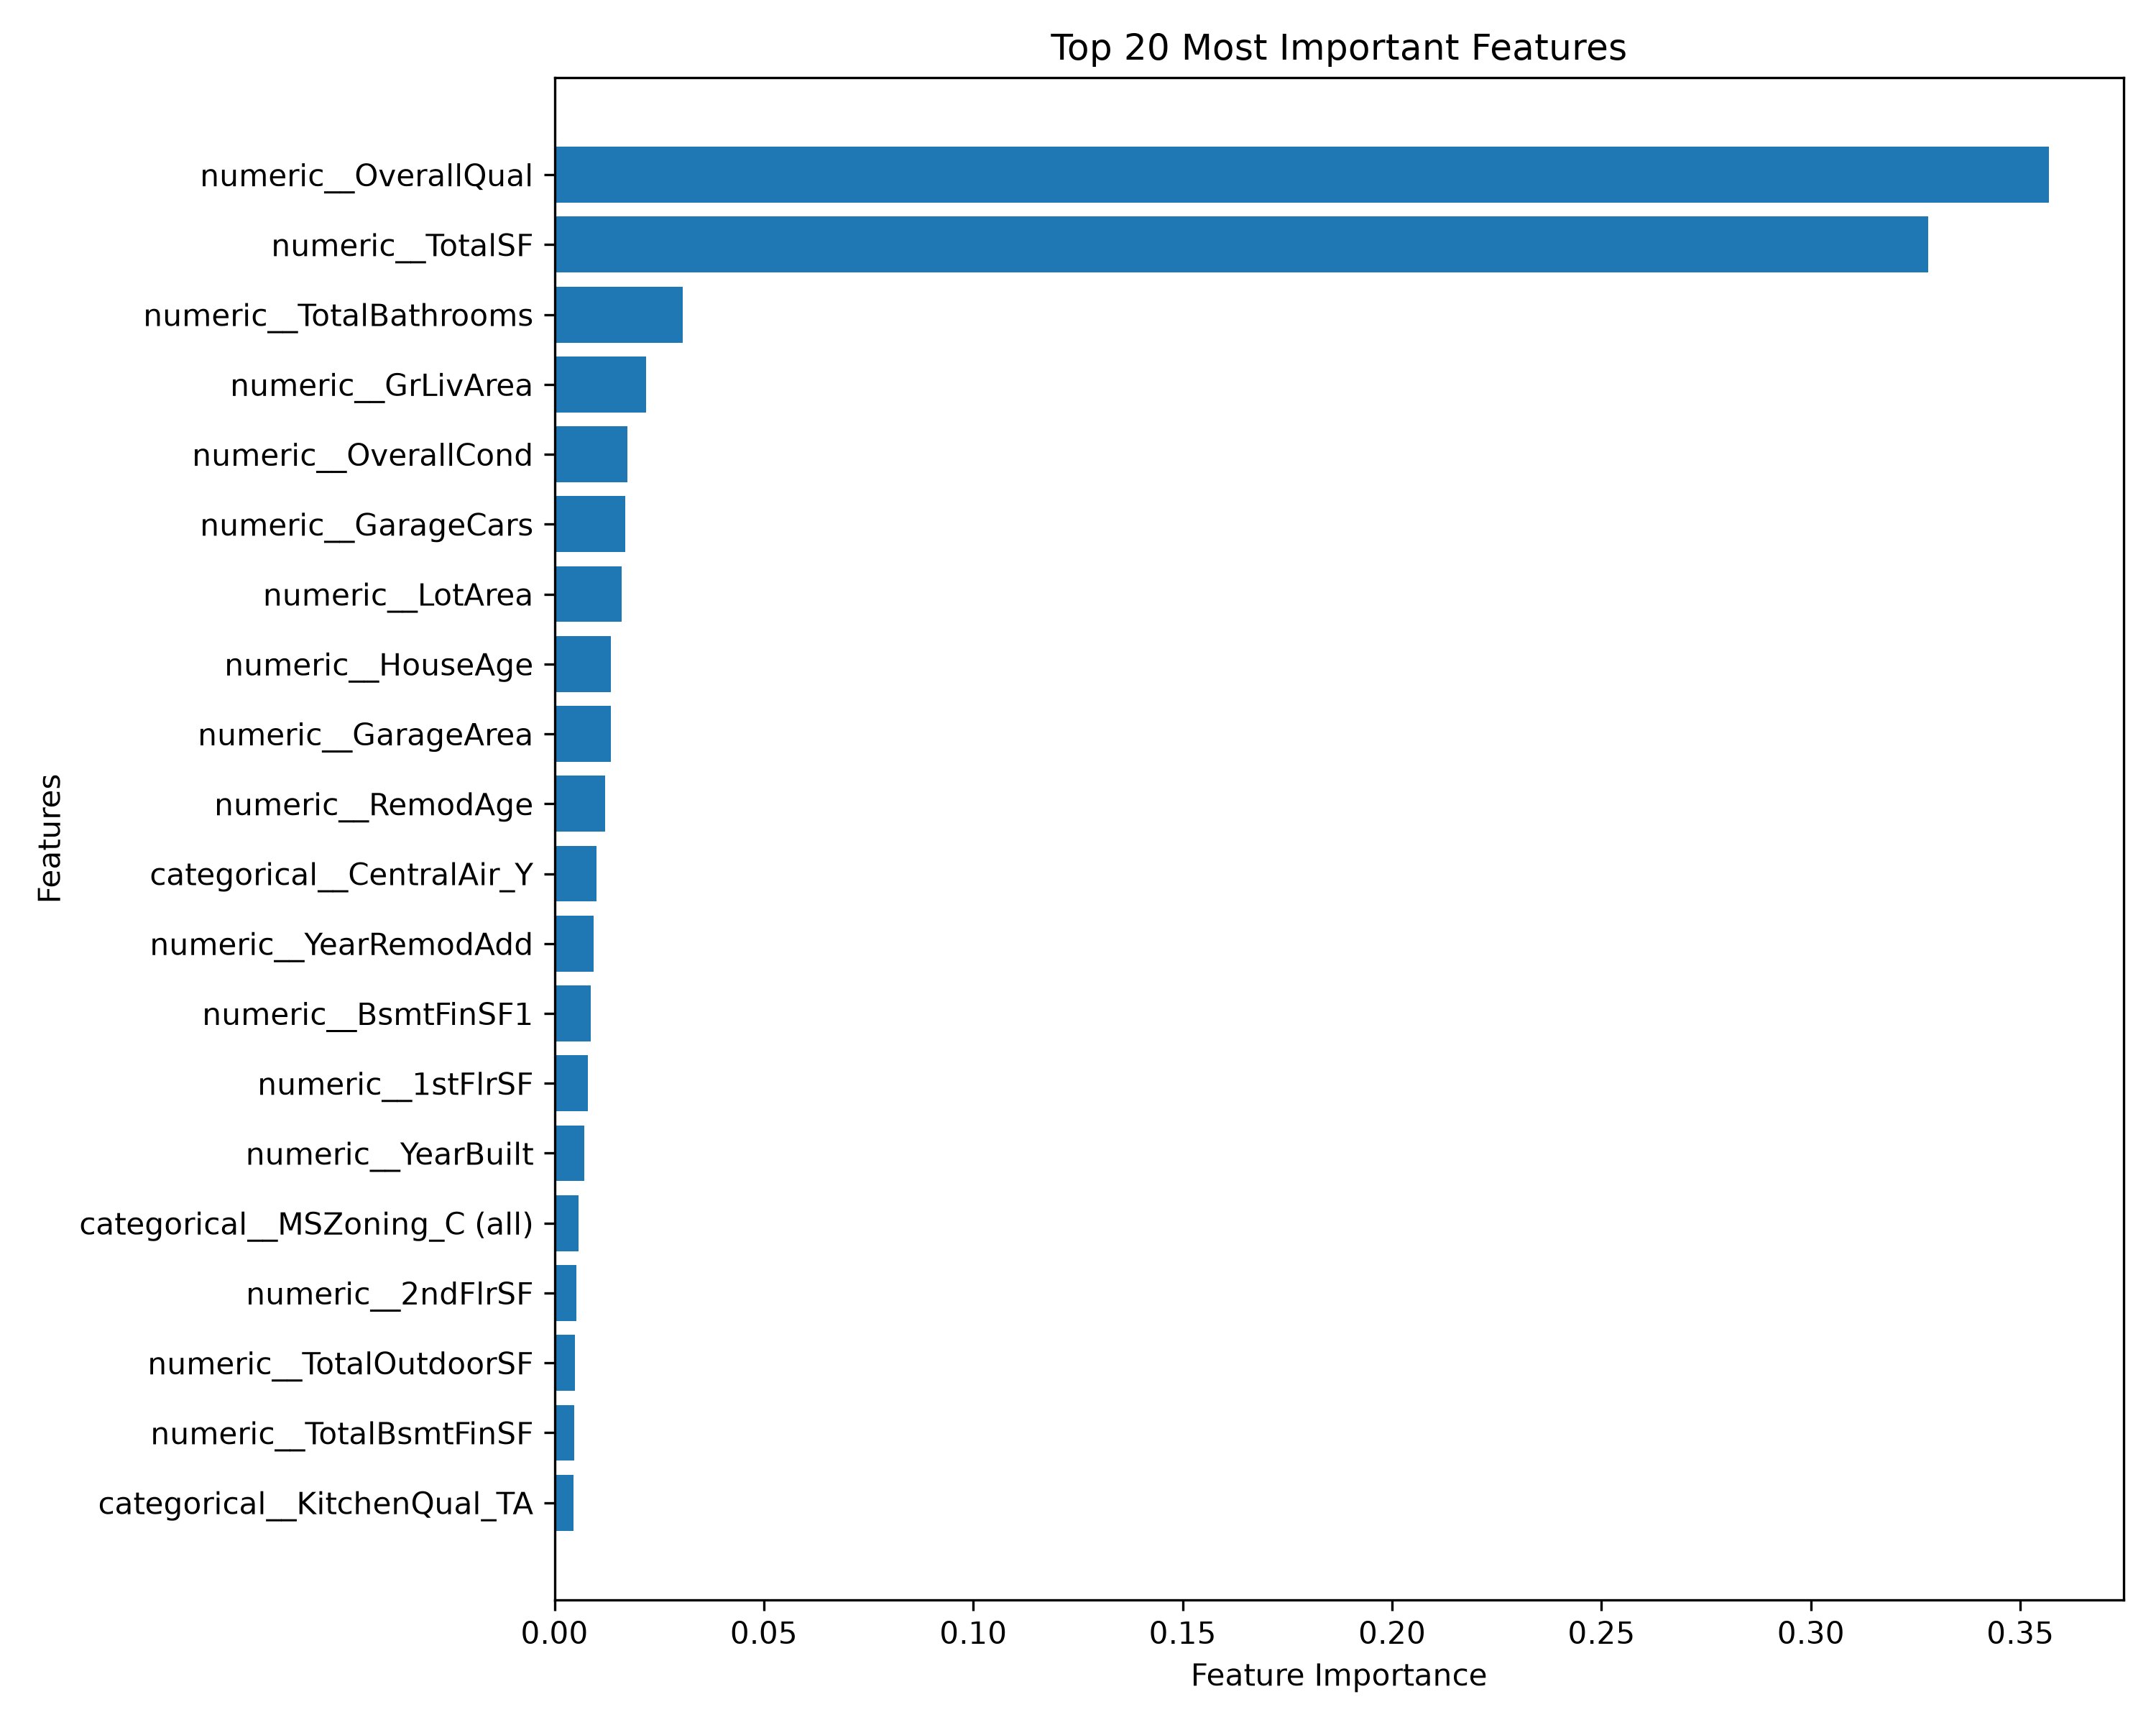 Top 20 Most Important Features
Features
numeric__OverallQual
numeric__TotalSF
numeric__TotalBathrooms
numeric__GrLivArea
numeric__OverallCond
numeric__GarageCars
numeric__LotArea
numeric__HouseAge
numeric__GarageArea
numeric__RemodAge
categorical__CentralAir_Y
numeric__YearRemodAdd
numeric__BsmtFinSF1
numeric__1stFlrSF
numeric__YearBuilt
categorical__MSZoning_C (all)
numeric__2ndFlrSF
numeric__TotalOutdoorSF
numeric__TotalBsmtFinSF
categorical__KitchenQual_TA
0.00 0.05 0.10 0.15 0.20 0.25 0.30 0.35
Feature Importance